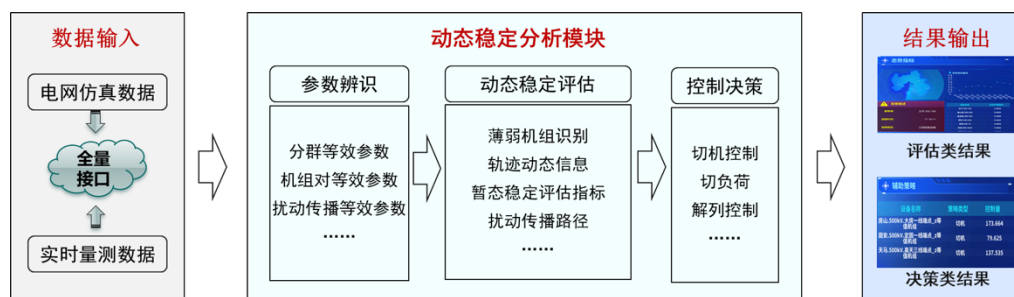 数据输入
电网仿真数据
全量
接口
实时量测数据
动态稳定分析模块
参数辨识
分群等效参数
机组对等效参数
扰动传播等效参数
······
动态稳定评估
薄弱机组识别
轨迹动态信息
暂态稳定评估指标
扰动传播路径
······
控制决策
切机控制
切负荷
解列控制
······
结果输出
评估类结果
辅助策略
设备名称 策略类型 控制量
切机 173.664
切机 79.625
切机 137.535
决策类结果